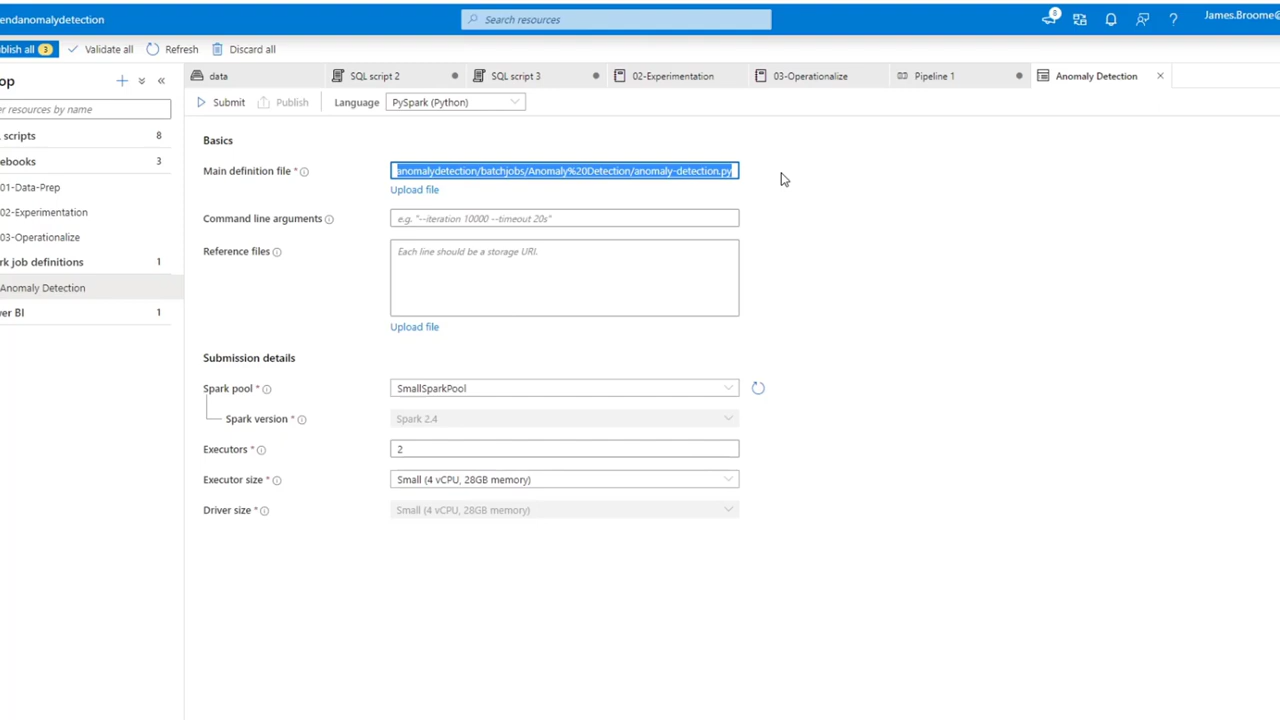 endanomalydetection
Search resources
8
James.Broome@
blish all 3
Validate all
Refresh
Discard all
op
er resources by name
scripts 8
ebooks 3
01-Data-Prep
02-Experimentation
03-Operationalize
rk job definitions 1
Anomaly Detection
er BI 1
data
SQL script 2
SQL script 3
02-Experimentation
03-Operationalize
Pipeline 1
Anomaly Detection
Submit
Publish
Language
PySpark (Python)
Basics
Main definition file *
anomalydetection/batchjobs/Anomaly%20Detection/anomaly-detection.py
Upload file
Command line arguments
e.g. "--iteration 10000 --timeout 20s"
Reference files
Each line should be a storage URI.
Upload file
Submission details
Spark pool *
SmallSparkPool
Spark version *
Spark 2.4
Executors *
2
Executor size *
Small (4 vCPU, 28GB memory)
Driver size *
Small (4 vCPU, 28GB memory)